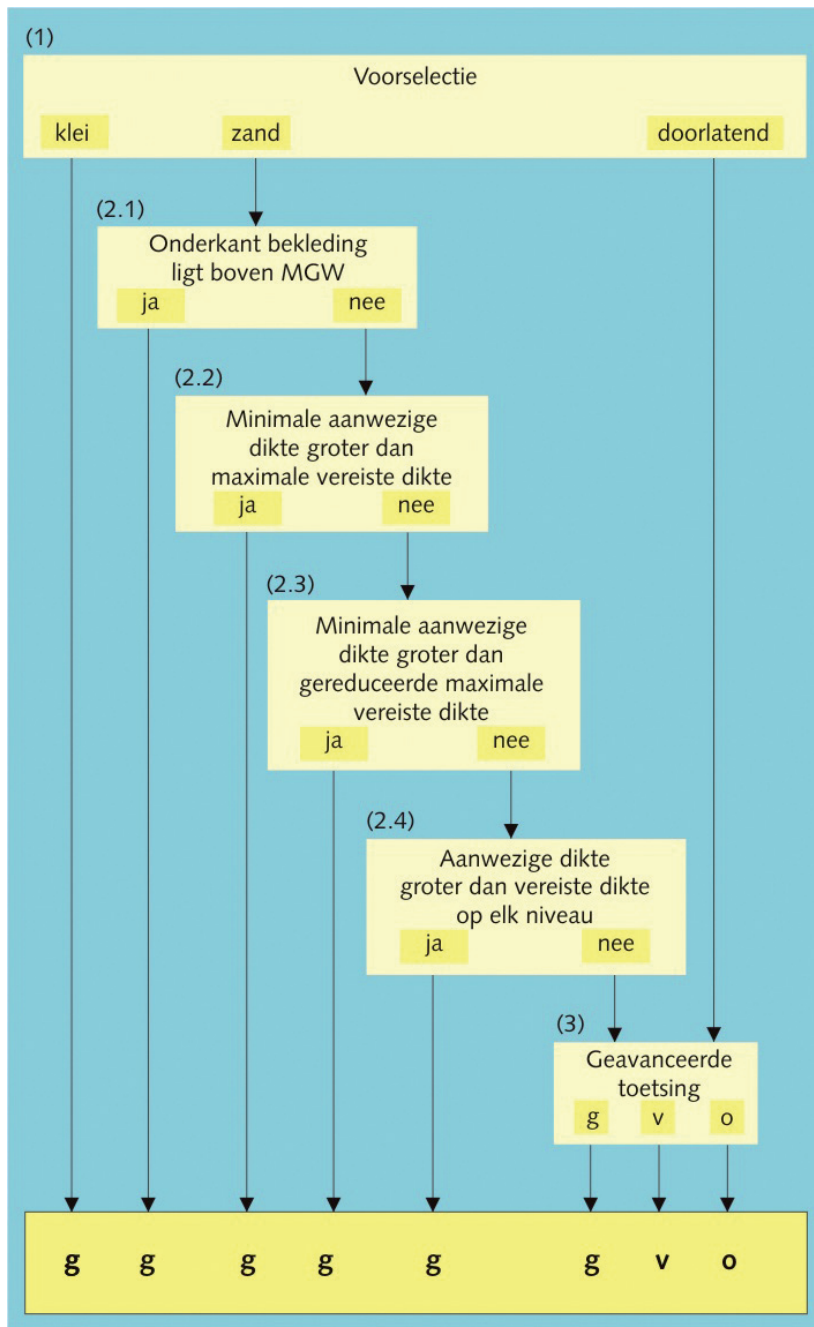 (1)
Voorselectie
klei zand doorlatend
(2.1)
Onderkant bekleding
ligt boven MGW
ja nee
(2.2)
Minimale aanwezige
dikte groter dan
maximale vereiste dikte
ja nee
(2.3)
Minimale aanwezige
dikte groter dan
gereduceerde maximale
vereiste dikte
ja nee
(2.4)
Aanwezige dikte
groter dan vereiste dikte
op elk niveau
ja nee
(3)
Geavanceerde
toetsing
g v o
g g g g g g v o